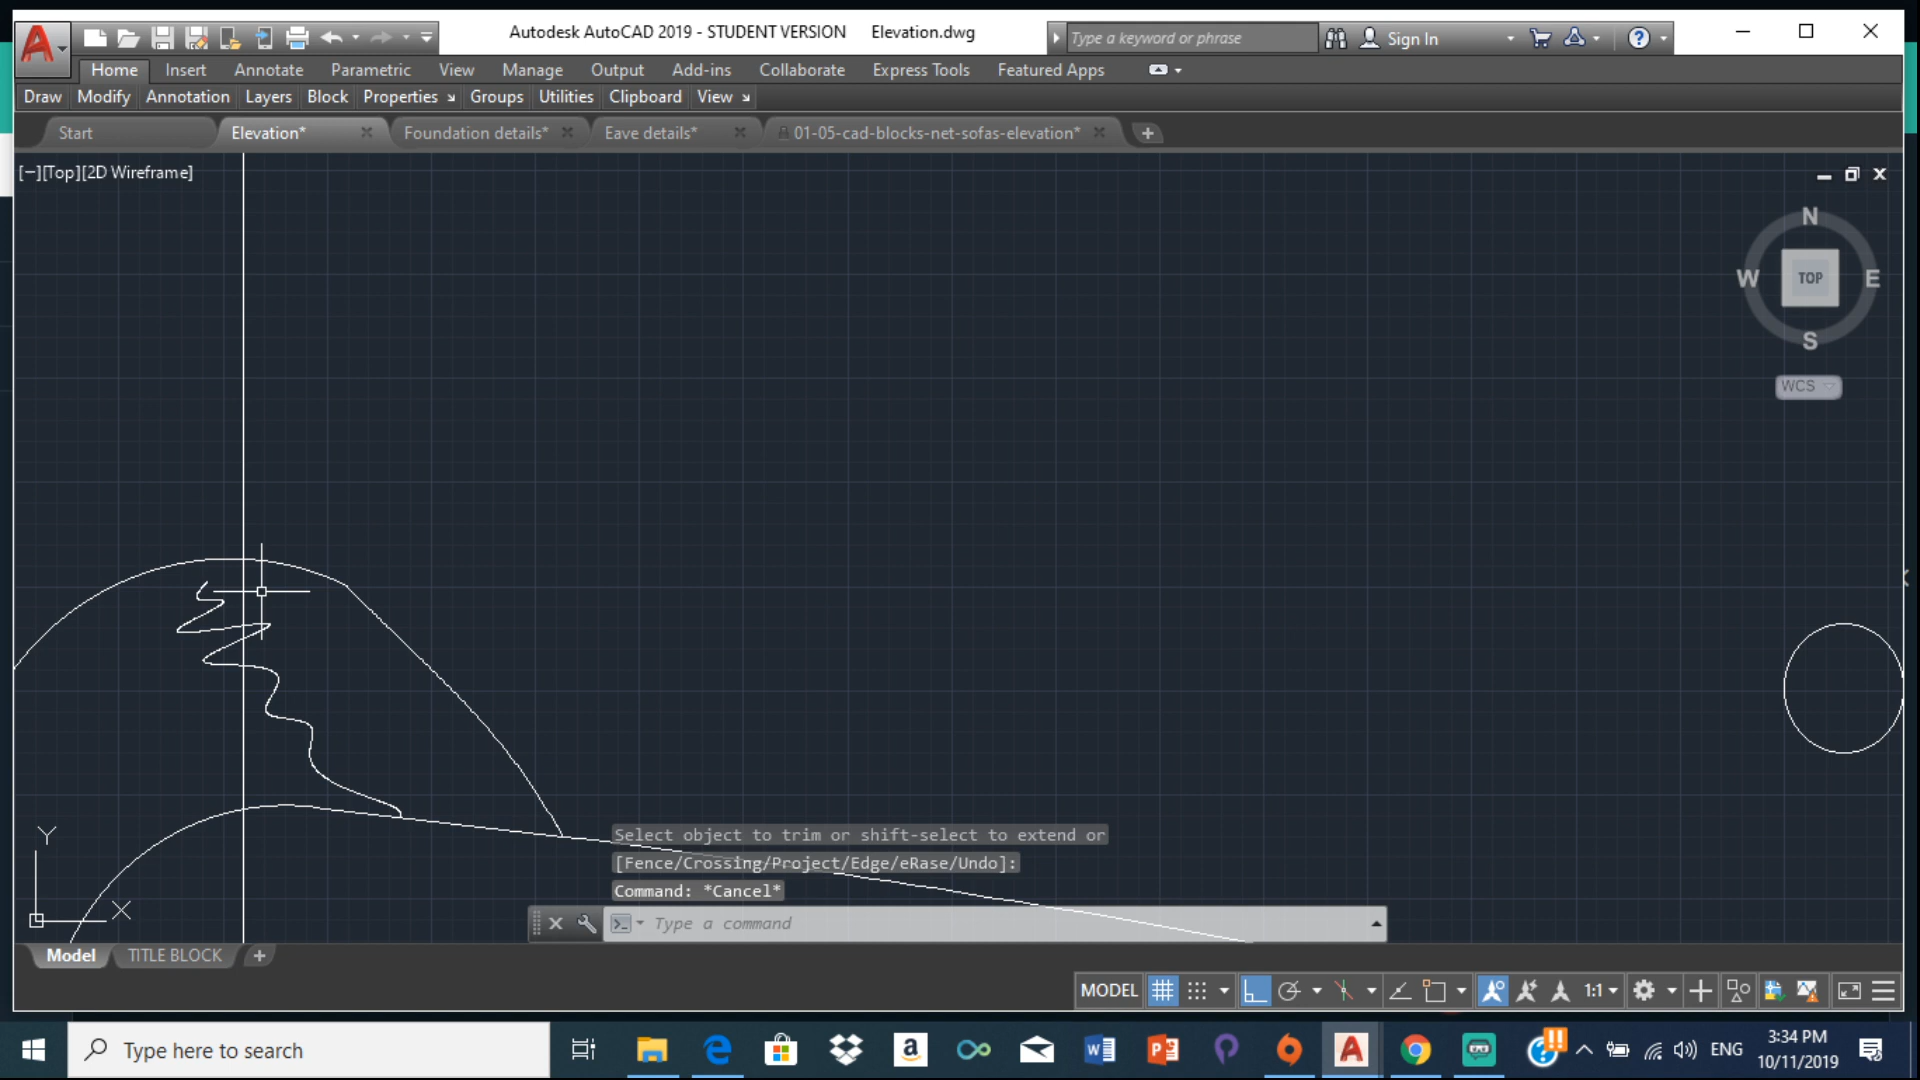 Autodesk AutoCAD 2019 - STUDENT VERSION Elevation.dwg
Type a keyword or phrase
Sign In
Home Insert Annotate Parametric View Manage Output Add-ins Collaborate Express Tools Featured Apps
Draw Modify Annotation Layers Block Properties Groups Utilities Clipboard View
Start Elevation* Foundation details* Eave details* 01-05-cad-blocks-net-sofas-elevation*
[−][Top][2D Wireframe]
N
W TOP E
S
WCS
Y
X
Select object to trim or shift-select to extend or
[Fence/Crossing/Project/Edge/eRase/Undo]:
Command: *Cancel*
Type a command
Model TITLE BLOCK
MODEL 1:1
Type here to search
ENG
3:34 PM
10/11/2019